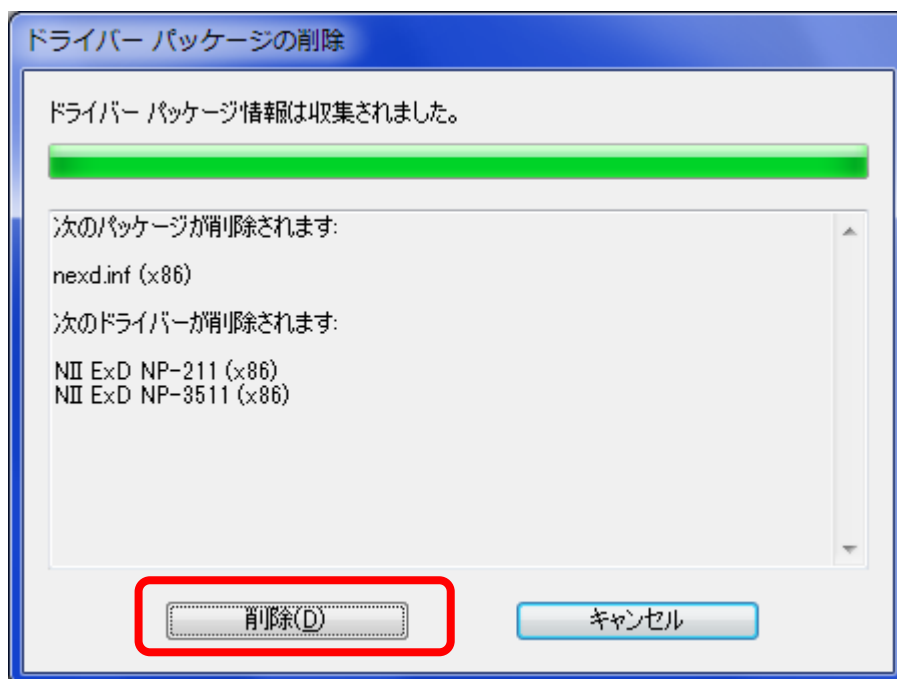 ドライバー パッケージの削除
ドライバー パッケージ情報は収集されました。
次のパッケージが削除されます:
nexd.inf (x86)
次のドライバーが削除されます:
NII ExD NP-211 (x86)
NII ExD NP-3511 (x86)
削除(D)
キャンセル